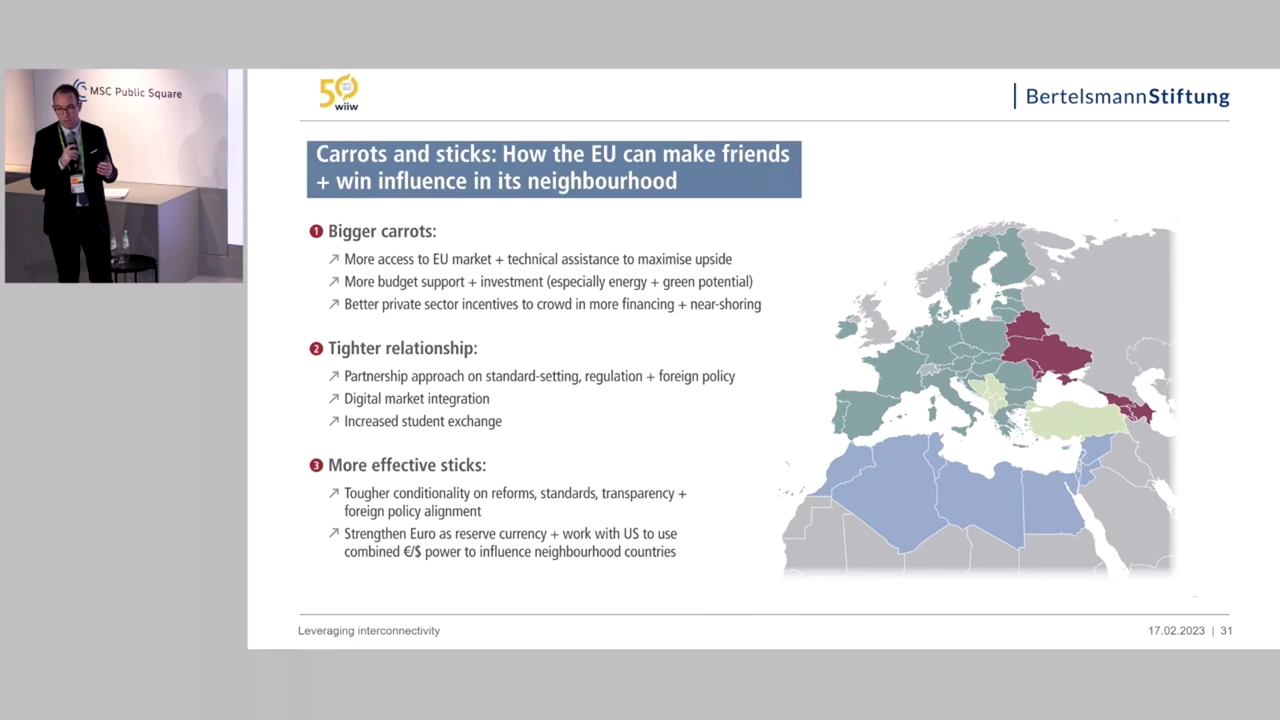 MSC Public Square
50
wiiw
BertelsmannStiftung
Carrots and sticks: How the EU can make friends
+ win influence in its neighbourhood
1 Bigger carrots:
↗ More access to EU market + technical assistance to maximise upside
↗ More budget support + investment (especially energy + green potential)
↗ Better private sector incentives to crowd in more financing + near-shoring
2 Tighter relationship:
↗ Partnership approach on standard-setting, regulation + foreign policy
↗ Digital market integration
↗ Increased student exchange
3 More effective sticks:
↗ Tougher conditionality on reforms, standards, transparency +
foreign policy alignment
↗ Strengthen Euro as reserve currency + work with US to use
combined €/$ power to influence neighbourhood countries
Leveraging interconnectivity
17.02.2023 | 31